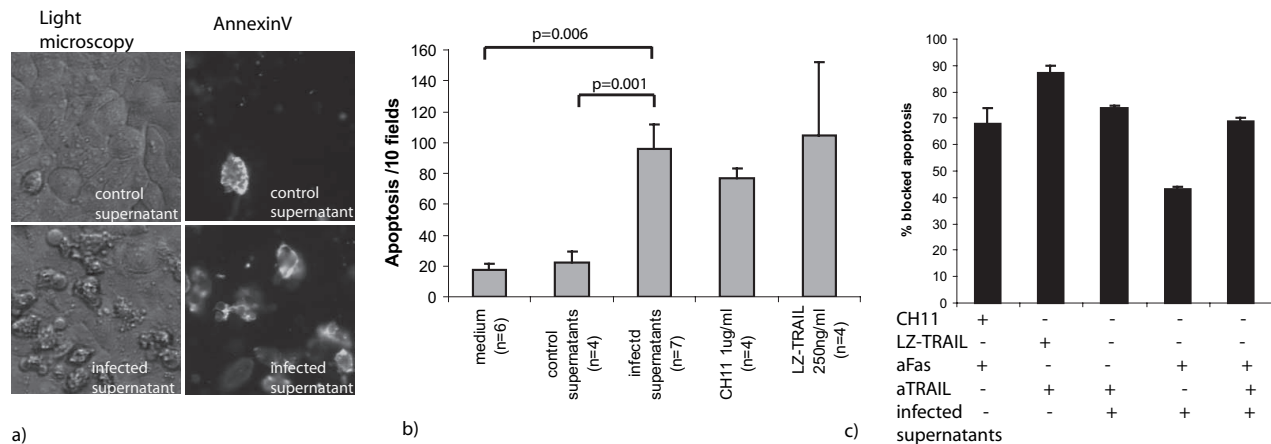 Light
microscopy
AnnexinV
control
supernatant
control
supernatant
infected
supernatant
infected
supernatant
a)
Apoptosis /10 fields
160
140
120
100
80
60
40
20
0
p=0.006
p=0.001
medium
(n=6)
control
supernatants
(n=4)
infectd
supernatants
(n=7)
CH11 1ug/ml
(n=4)
LZ-TRAIL
250ng/ml
(n=4)
b)
% blocked apoptosis
100
90
80
70
60
50
40
30
20
10
0
CH11 + - - - -
LZ-TRAIL - + - - -
aFas + - - + +
aTRAIL - + + - +
infected - - + + +
supernatants
c)